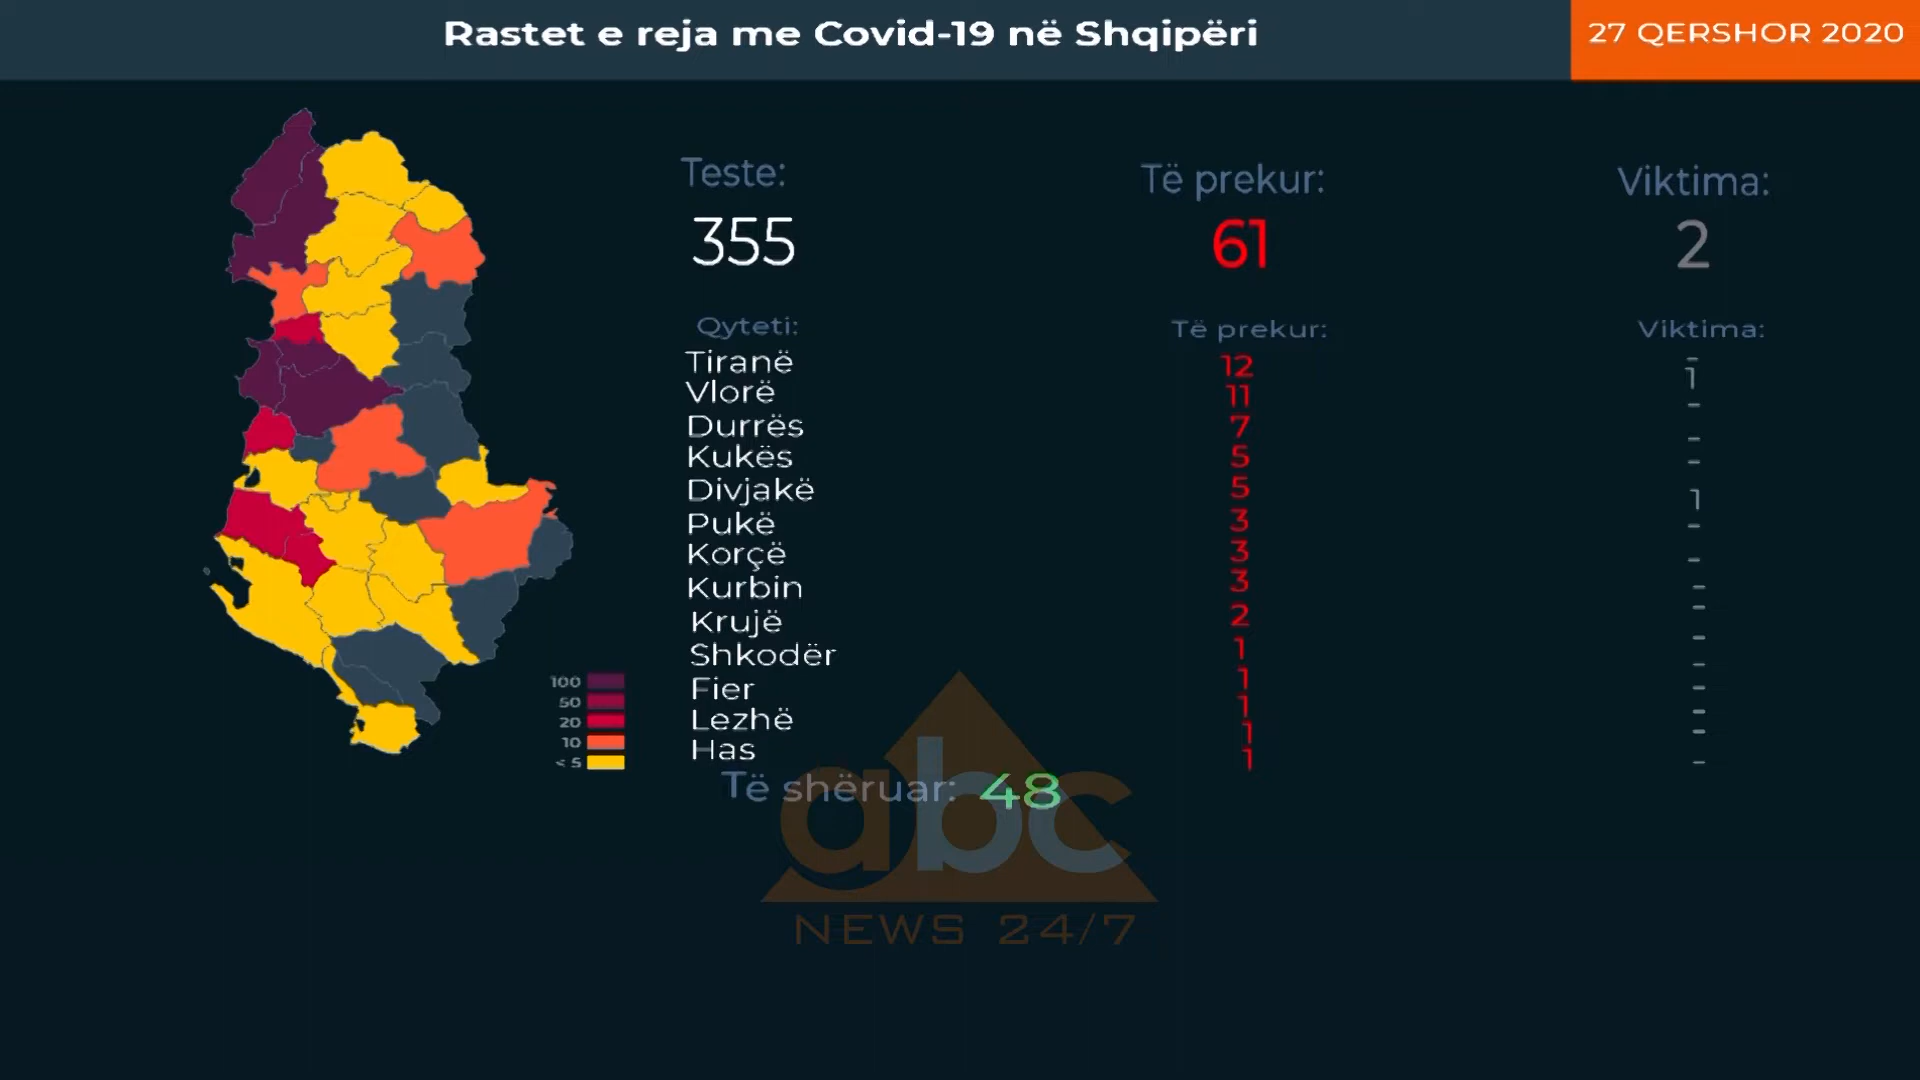 Rastet e reja me Covid-19 në Shqipëri
27 QERSHOR 2020
Teste:
355
Të prekur:
61
Viktima:
2
Qyteti: Të prekur: Viktima:
Tiranë 12 -
Vlorë 11 1
Durrës 7 -
Kukës 5 -
Divjakë 5 -
Pukë 3 1
Korçë 3 -
Kurbin 3 -
Krujë 2 -
Shkodër 1 -
Fier 1 -
Lezhë 1 -
Has 1 -
1 -
-
Të shëruar: 48
100
50
20
10
< 5
abc
NEWS 24/7